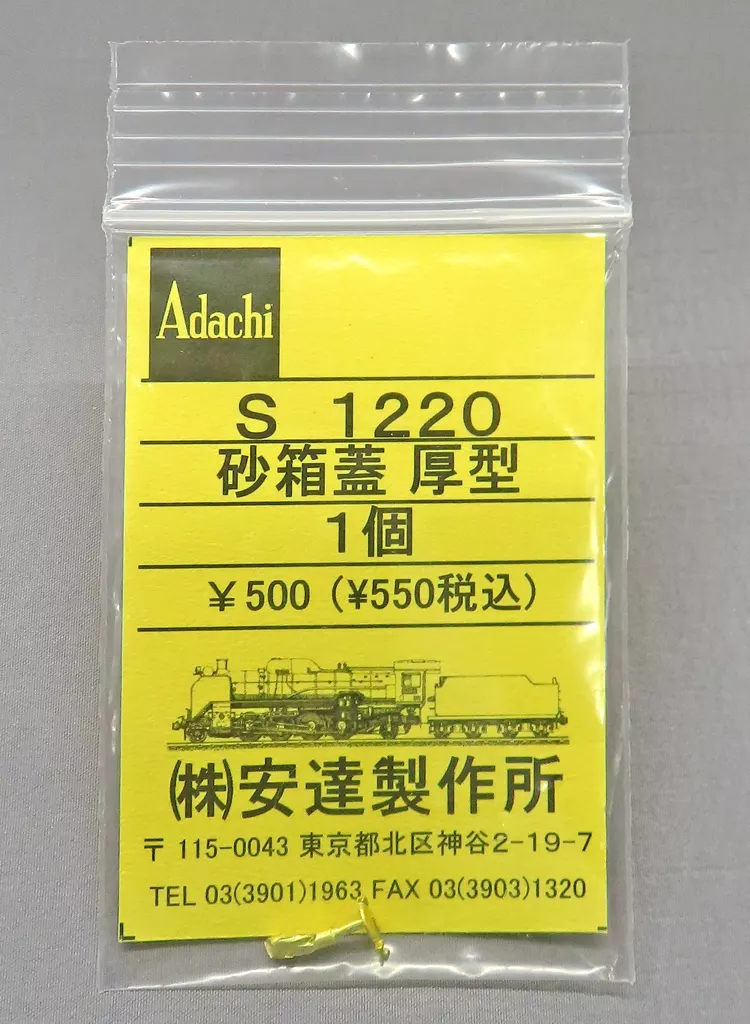 Adachi
S 1220
砂箱蓋 厚型
1個
￥500 (¥550税込)
(株)安達製作所
〒 115-0043 東京都北区神谷2-19-7
TEL 03(3901)1963 FAX 03(3903)1320